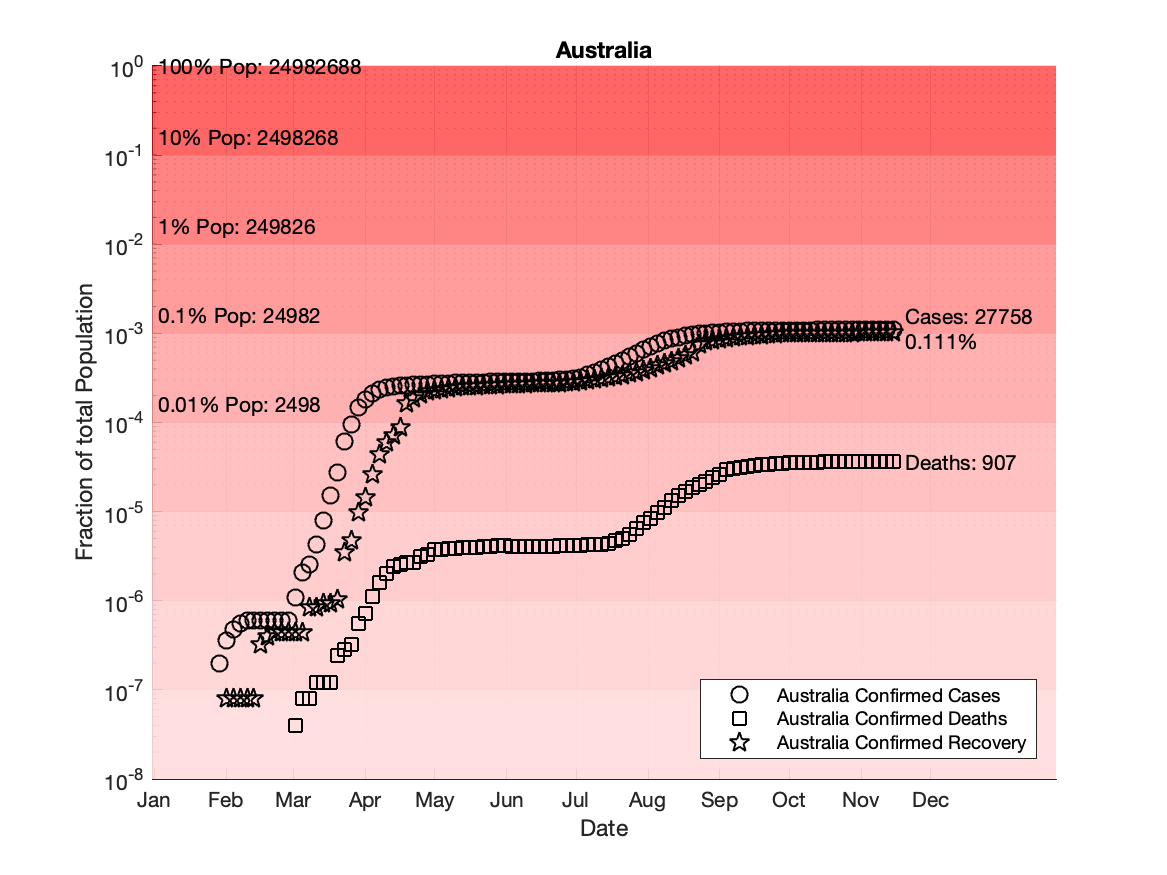 Australia
10^0
100% Pop: 24982688
10% Pop: 2498268
10^-1
1% Pop: 249826
10^-2
0.1% Pop: 24982
10^-3
Cases: 27758
0.111%
0.01% Pop: 2498
10^-4
Deaths: 907
10^-5
10^-6
10^-7
10^-8
Fraction of total Population
Australia Confirmed Cases
Australia Confirmed Deaths
Australia Confirmed Recovery
Jan Feb Mar Apr May Jun Jul Aug Sep Oct Nov Dec
Date